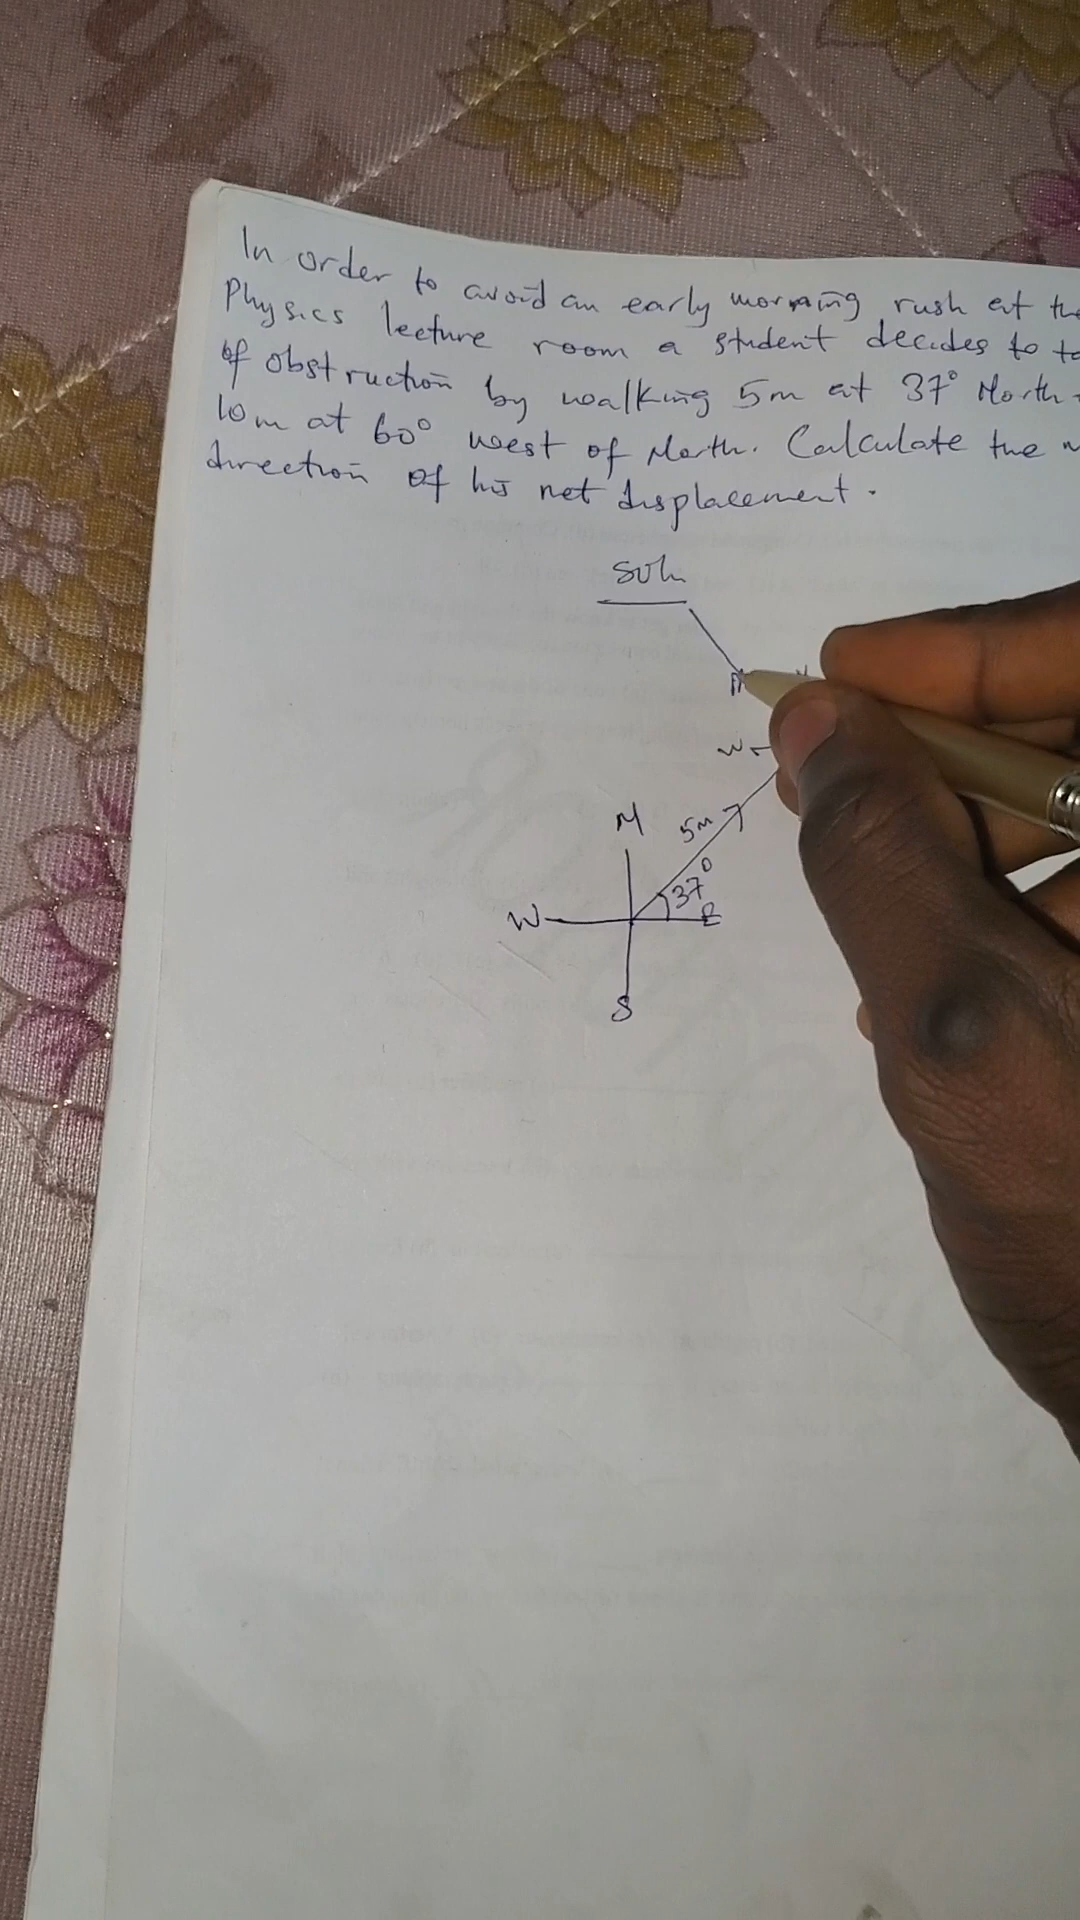 In order to avoid an early morning rush at the
Physics lecture room a student decides to
of obstruction by walking 5m at 37° North
10m at 60° west of North. Calculate the
direction of his net displacement.
Soln
N
W
5m
N
37°
W E
S